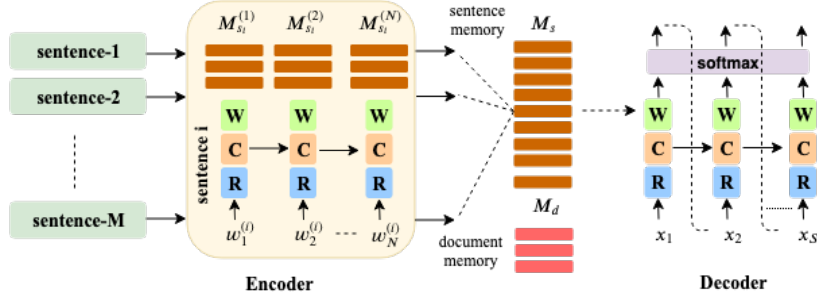 sentence-1
sentence-2
sentence-M
sentence i
M_{s_i}^{(1)} M_{s_i}^{(2)} M_{s_i}^{(N)}
W W W
C C C
R R R
w_1^{(i)} w_2^{(i)} w_N^{(i)}
Encoder
sentence
memory
M_s
M_d
document
memory
softmax
W W W
C C C
R R R
x_1 x_2 x_S
Decoder